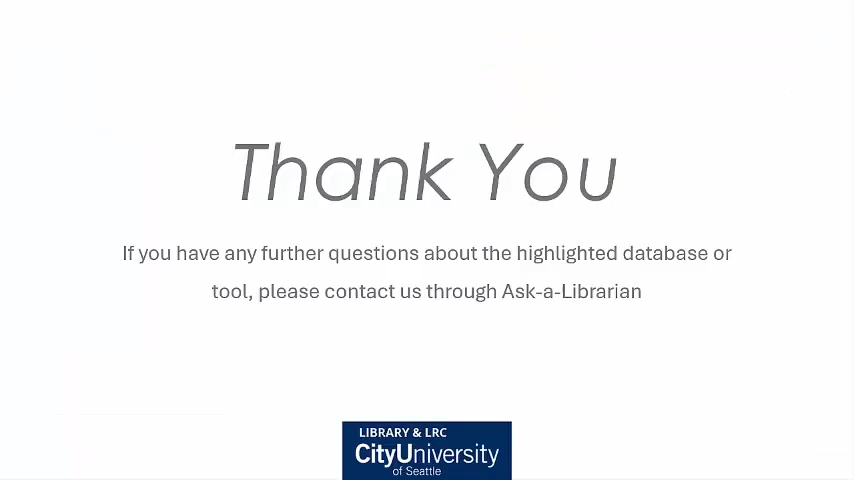 Thank You
If you have any further questions about the highlighted database or
tool, please contact us through Ask-a-Librarian
LIBRARY & LRC
CityUniversity
of Seattle